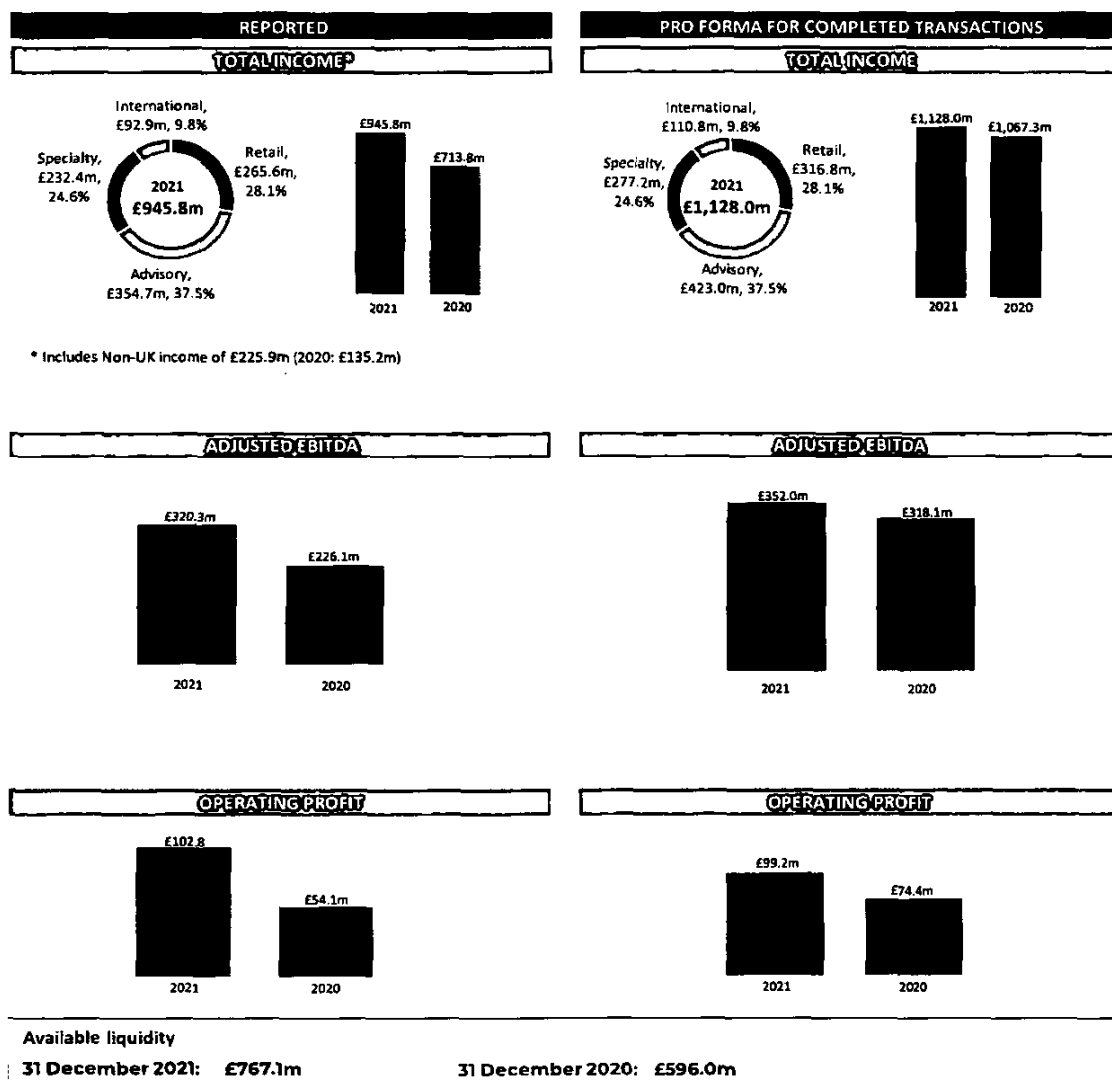 REPORTED
TOTAL INCOME*
International,
£92.9m, 9.8%
Specialty,
£232.4m,
24.6%
Retail,
£265.6m,
28.1%
2021
£945.8m
Advisory,
£354.7m, 37.5%
£945.8m
£713.8m
2021
2020
* Includes Non-UK income of £225.9m (2020: £135.2m)
PRO FORMA FOR COMPLETED TRANSACTIONS
TOTAL INCOME
International,
£110.8m, 9.8%
Specialty,
£277.2m,
24.6%
Retail,
£316.8m,
28.1%
2021
£1,128.0m
Advisory,
£423.0m, 37.5%
£1,128.0m
£1,067.3m
2021
2020
ADJUSTED EBITDA
£320.3m
£226.1m
2021
2020
ADJUSTED EBITDA
£352.0m
£318.1m
2021
2020
OPERATING PROFIT
£102.8
£54.1m
2021
2020
OPERATING PROFIT
£99.2m
£74.4m
2021
2020
Available liquidity
31 December 2021: £767.1m
31 December 2020: £596.0m